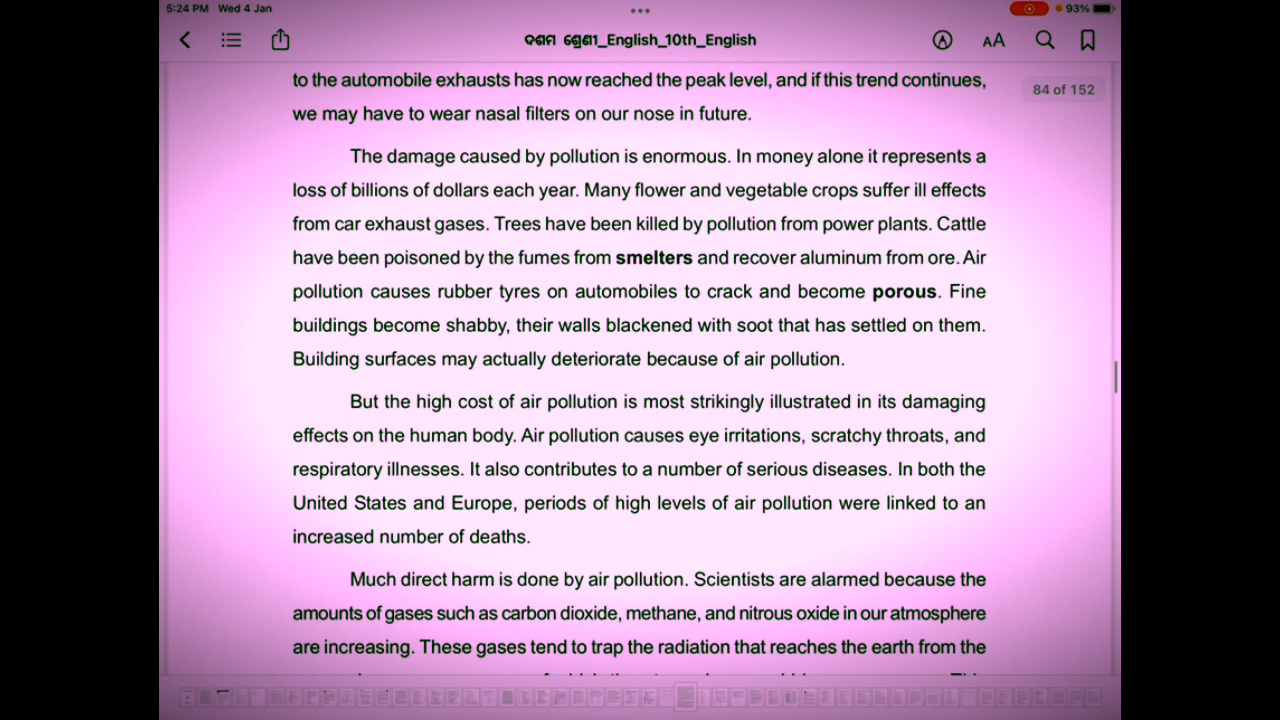 5:24 PM Wed 4 Jan
93%
ଦଶମ ଶ୍ରେଣୀ_English_10th_English
AA
84 of 152
to the automobile exhausts has now reached the peak level, and if this trend continues,
we may have to wear nasal filters on our nose in future.
The damage caused by pollution is enormous. In money alone it represents a
loss of billions of dollars each year. Many flower and vegetable crops suffer ill effects
from car exhaust gases. Trees have been killed by pollution from power plants. Cattle
have been poisoned by the fumes from smelters and recover aluminum from ore. Air
pollution causes rubber tyres on automobiles to crack and become porous. Fine
buildings become shabby, their walls blackened with soot that has settled on them.
Building surfaces may actually deteriorate because of air pollution.
But the high cost of air pollution is most strikingly illustrated in its damaging
effects on the human body. Air pollution causes eye irritations, scratchy throats, and
respiratory illnesses. It also contributes to a number of serious diseases. In both the
United States and Europe, periods of high levels of air pollution were linked to an
increased number of deaths.
Much direct harm is done by air pollution. Scientists are alarmed because the
amounts of gases such as carbon dioxide, methane, and nitrous oxide in our atmosphere
are increasing. These gases tend to trap the radiation that reaches the earth from the